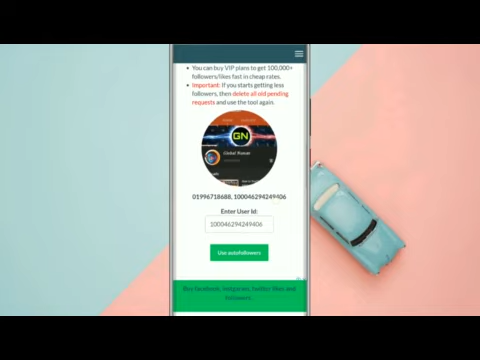 You can buy VIP plans to get 100,000+
followers/likes fast in cheap rates.
Important: If you starts getting less
followers, then delete all old pending
requests and use the tool again.
GN
Global Human
01996718688, 100046294249406
Enter User Id:
100046294249406
Use autofollowers
Buy Facebook, Instagram, twitter likes and
followers